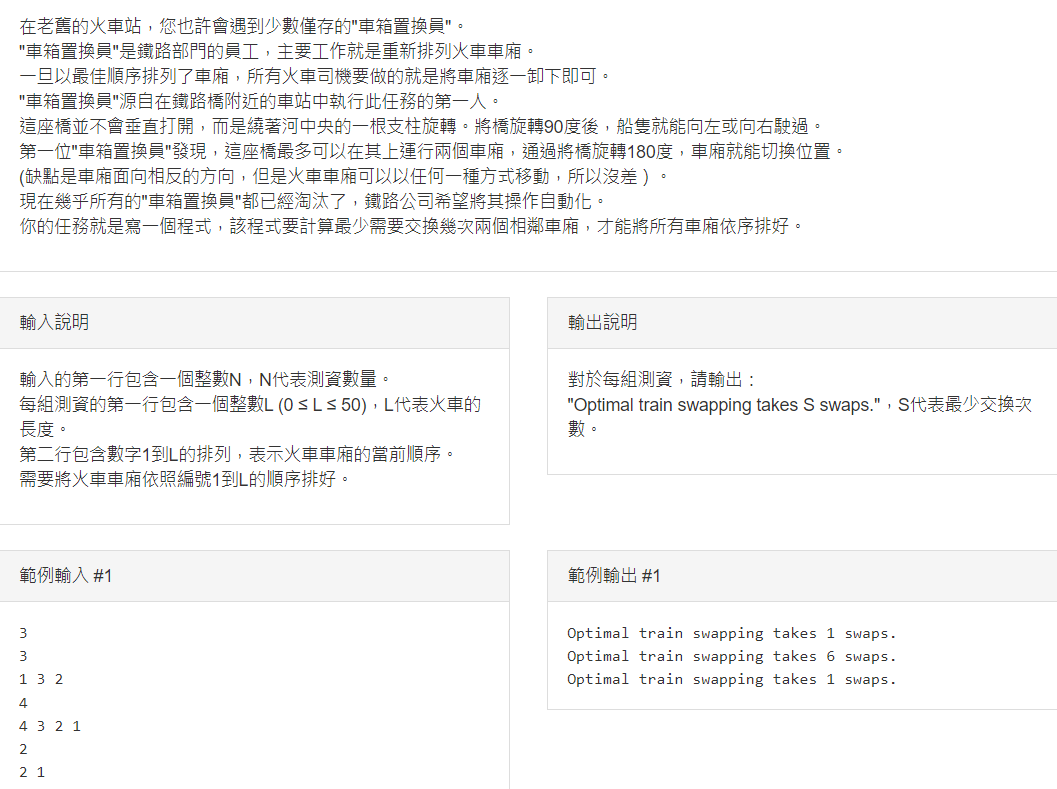 在老舊的火車站，您也許會遇到少數僅存的"車箱置換員"。
"車箱置換員"是鐵路部門的員工，主要工作就是重新排列火車車廂。
一旦以最佳順序排列了車廂，所有火車司機要做的就是將車廂逐一卸下即可。
"車箱置換員"源自在鐵路橋附近的車站中執行此任務的第一人。
這座橋並不會垂直打開，而是繞著河中央的一根支柱旋轉。將橋旋轉90度後，船隻就能向左或向右駛過。
第一位"車箱置換員"發現，這座橋最多可以在其上運行兩個車廂，通過將橋旋轉180度，車廂就能切換位置。
(缺點是車廂面向相反的方向，但是火車車廂可以以任何一種方式移動，所以沒差）。
現在幾乎所有的"車箱置換員"都已經淘汰了，鐵路公司希望將其操作自動化。
你的任務就是寫一個程式，該程式要計算最少需要交換幾次兩個相鄰車廂，才能將所有車廂依序排好。
輸入說明
輸入的第一行包含一個整數N，N代表測資數量。
每組測資的第一行包含一個整數L (0 ≤ L ≤ 50)，L代表火車的
長度。
第二行包含數字1到L的排列，表示火車車廂的當前順序。
需要將火車車廂依照編號1到L的順序排好。
輸出說明
對於每組測資，請輸出：
"Optimal train swapping takes S swaps."，S代表最少交換次
數。
範例輸入 #1
3
3
1 3 2
4
4 3 2 1
2
2 1
範例輸出 #1
Optimal train swapping takes 1 swaps.
Optimal train swapping takes 6 swaps.
Optimal train swapping takes 1 swaps.